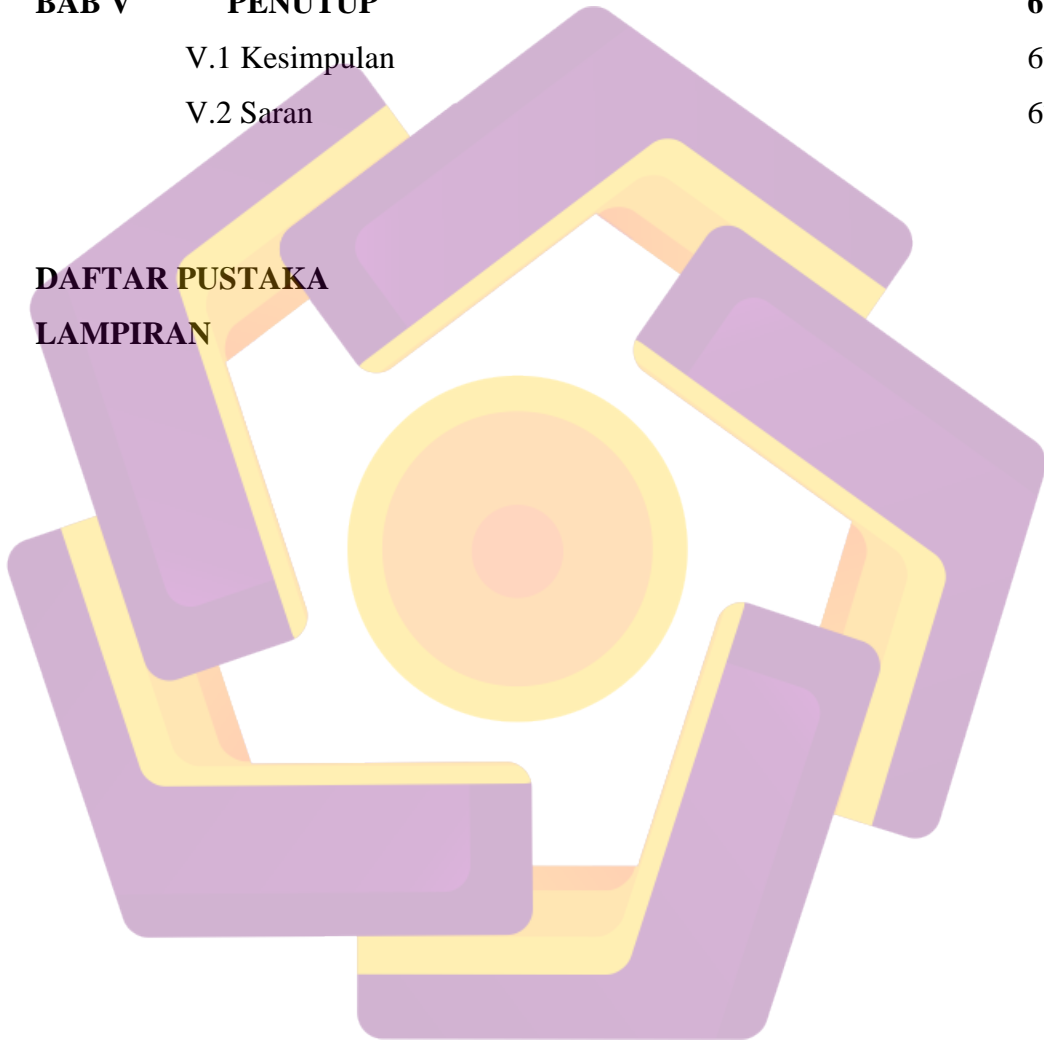 BAB V PENUTUP 6
V.1 Kesimpulan 6
V.2 Saran 6
DAFTAR PUSTAKA
LAMPIRAN